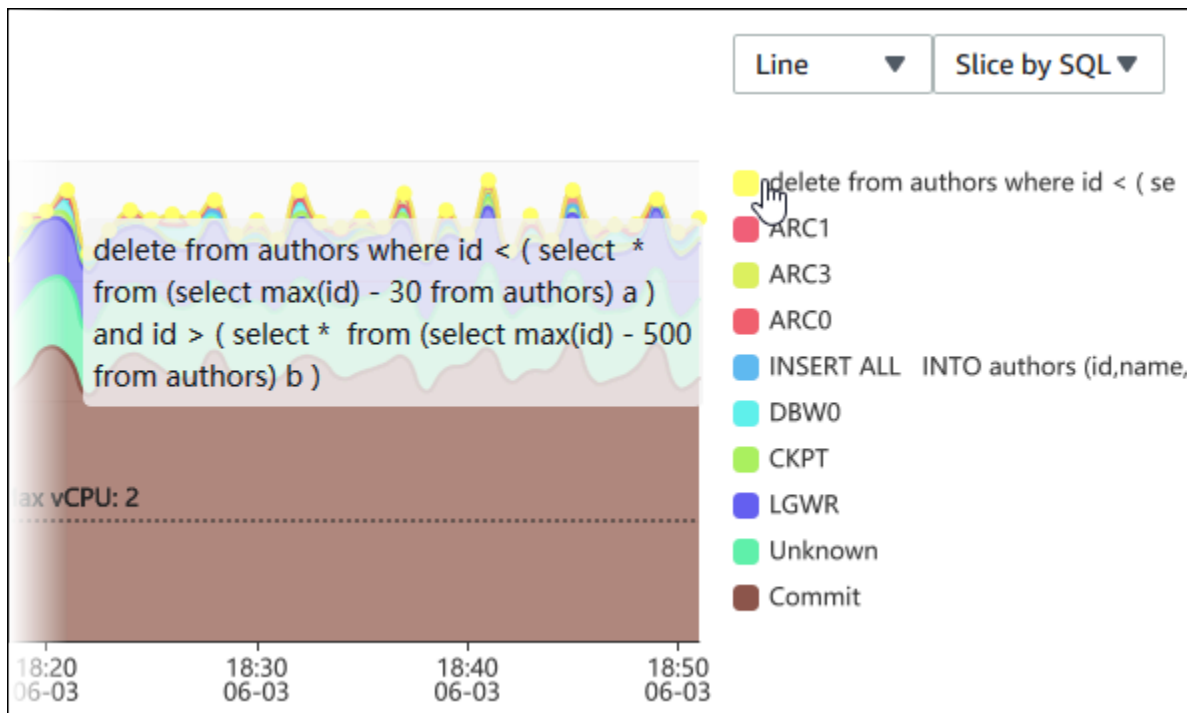 Line
Slice by SQL
delete from authors where id < ( se
ARC1
ARC3
ARC0
INSERT ALL   INTO authors (id,name,
DBW0
CKPT
LGWR
Unknown
Commit
delete from authors where id < ( select  *
from (select max(id) - 30 from authors) a )
and id > ( select *  from (select max(id) - 500
from authors) b )
vCPU: 2
18:20
06-03
18:30
06-03
18:40
06-03
18:50
06-03